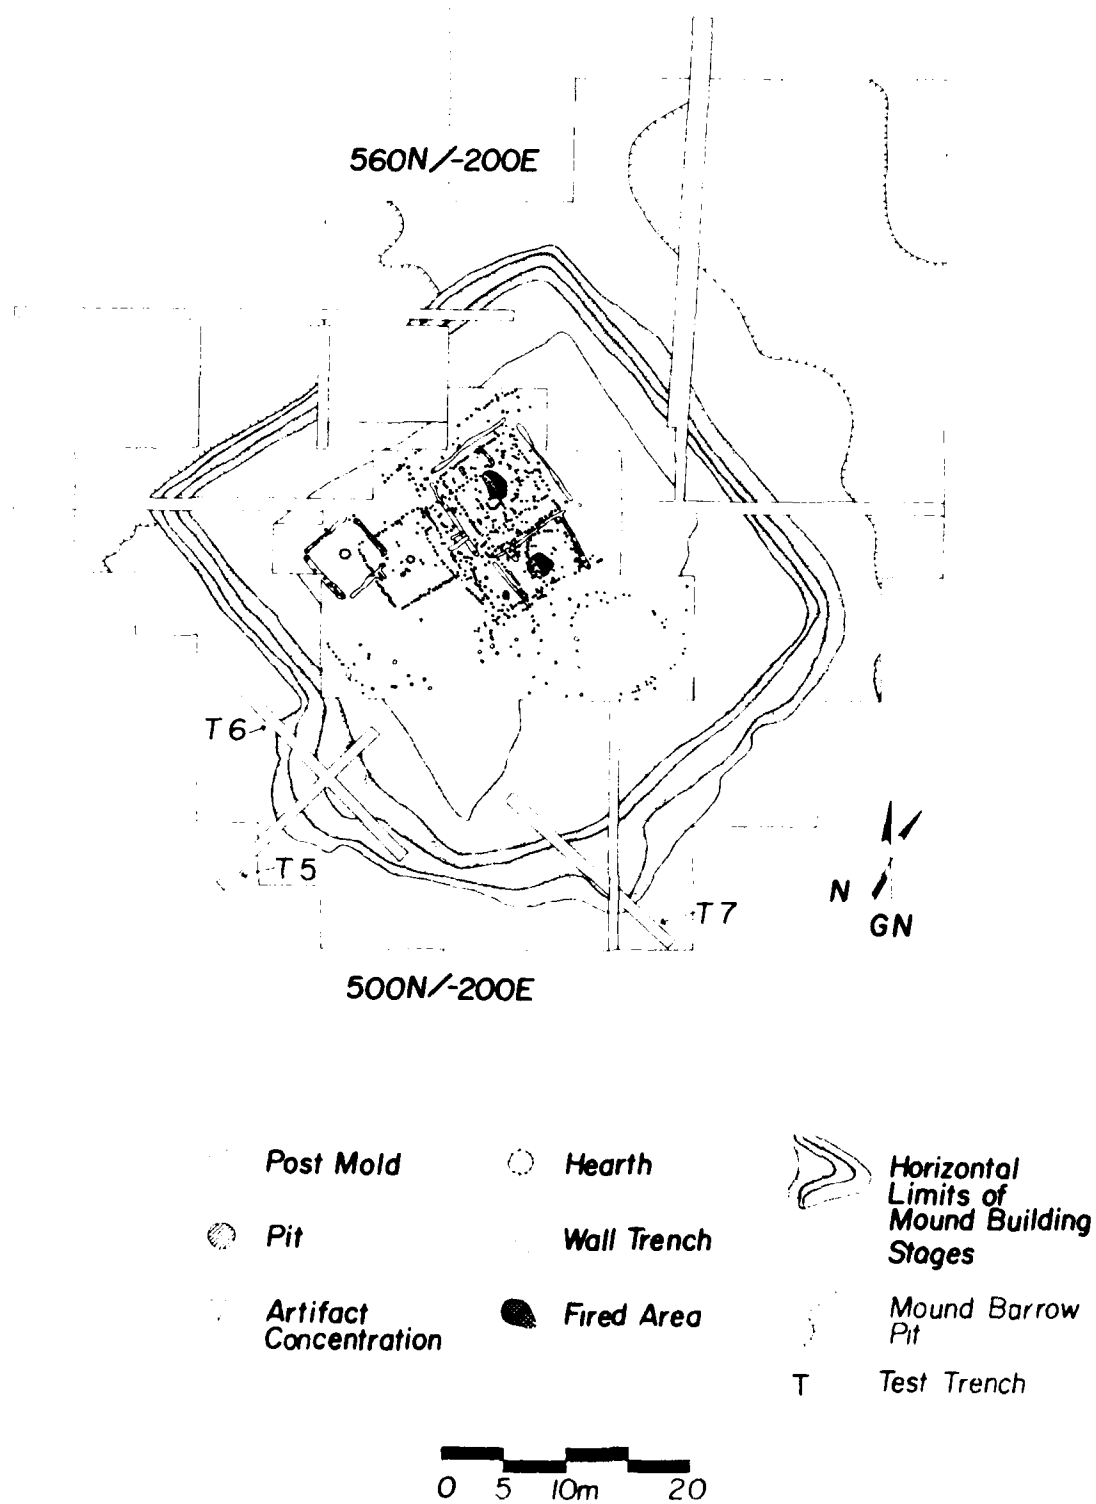 560N/-200E
T6
T5
T7
N
GN
500N/-200E
Post Mold
Hearth
Horizontal
Limits of
Mound Building
Stages
Pit
Wall Trench
Artifact
Concentration
Fired Area
Mound Barrow
Pit
T Test Trench
0 5 10m 20